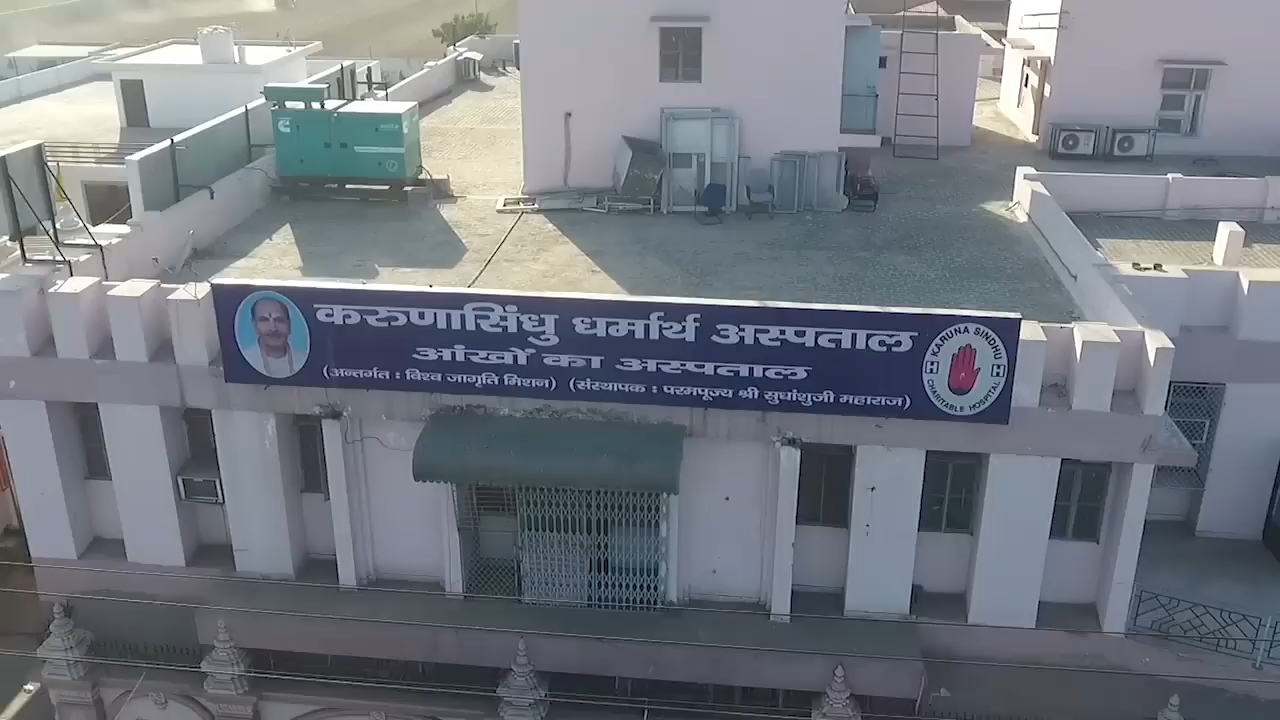 करुणासिंधु धर्मार्थ अस्पताल
आंखों का अस्पताल
(अन्तर्गत : विश्व जागृति मिशन) (संस्थापक : परमपूज्य श्री सुधांशुजी महाराज)
KARUNA SINDHU
H H
CHARITABLE HOSPITAL